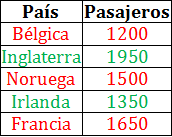 País Pasajeros
Bélgica 1200
Inglaterra 1950
Noruega 1500
Irlanda 1350
Francia 1650